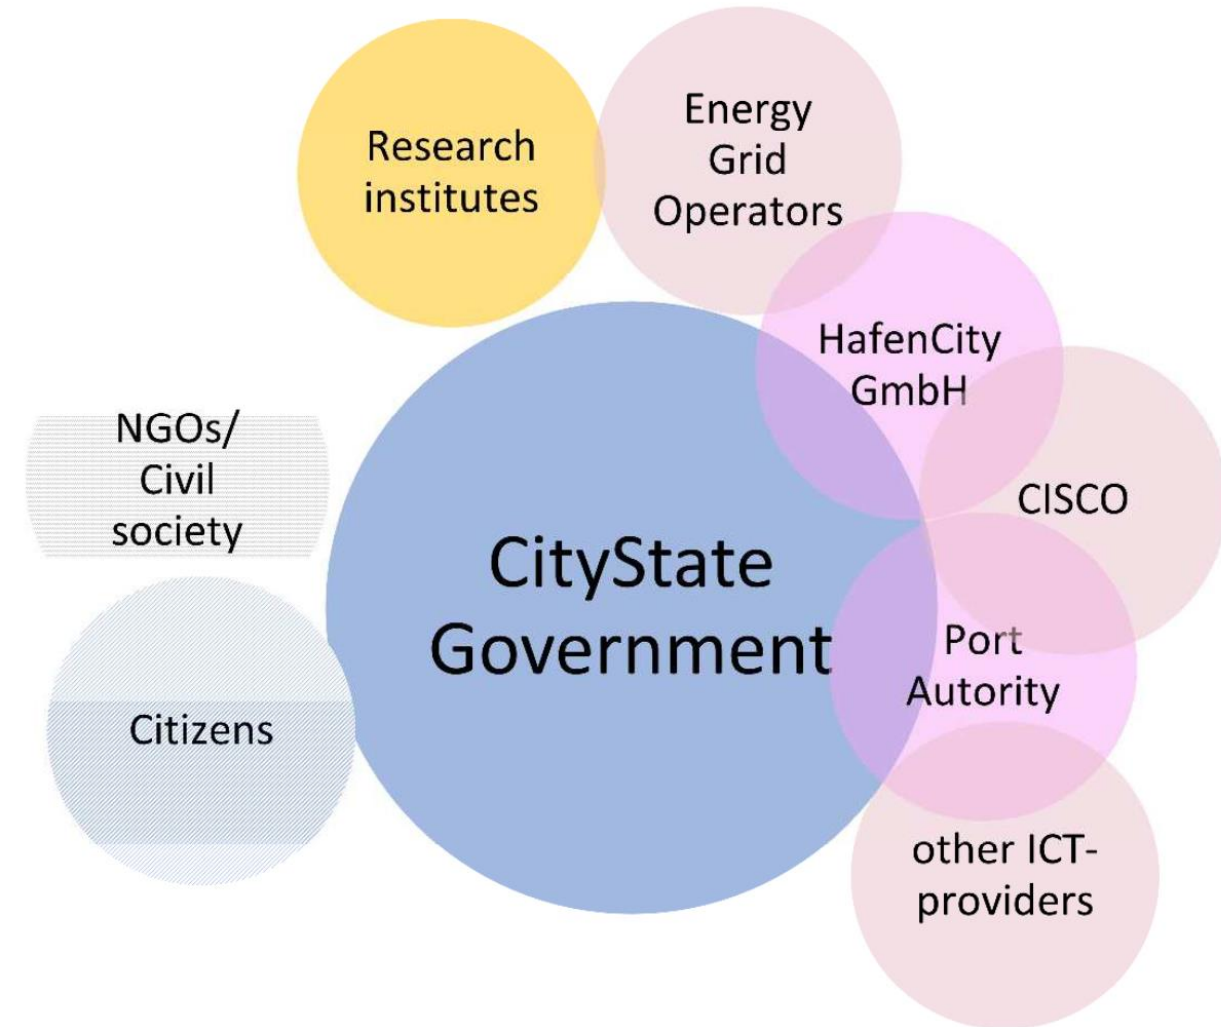 Research
institutes
Energy
Grid
Operators
HafenCity
GmbH
NGOs/
Civil
society
CISCO
CityState
Government
Port
Autority
Citizens
other ICT-
providers